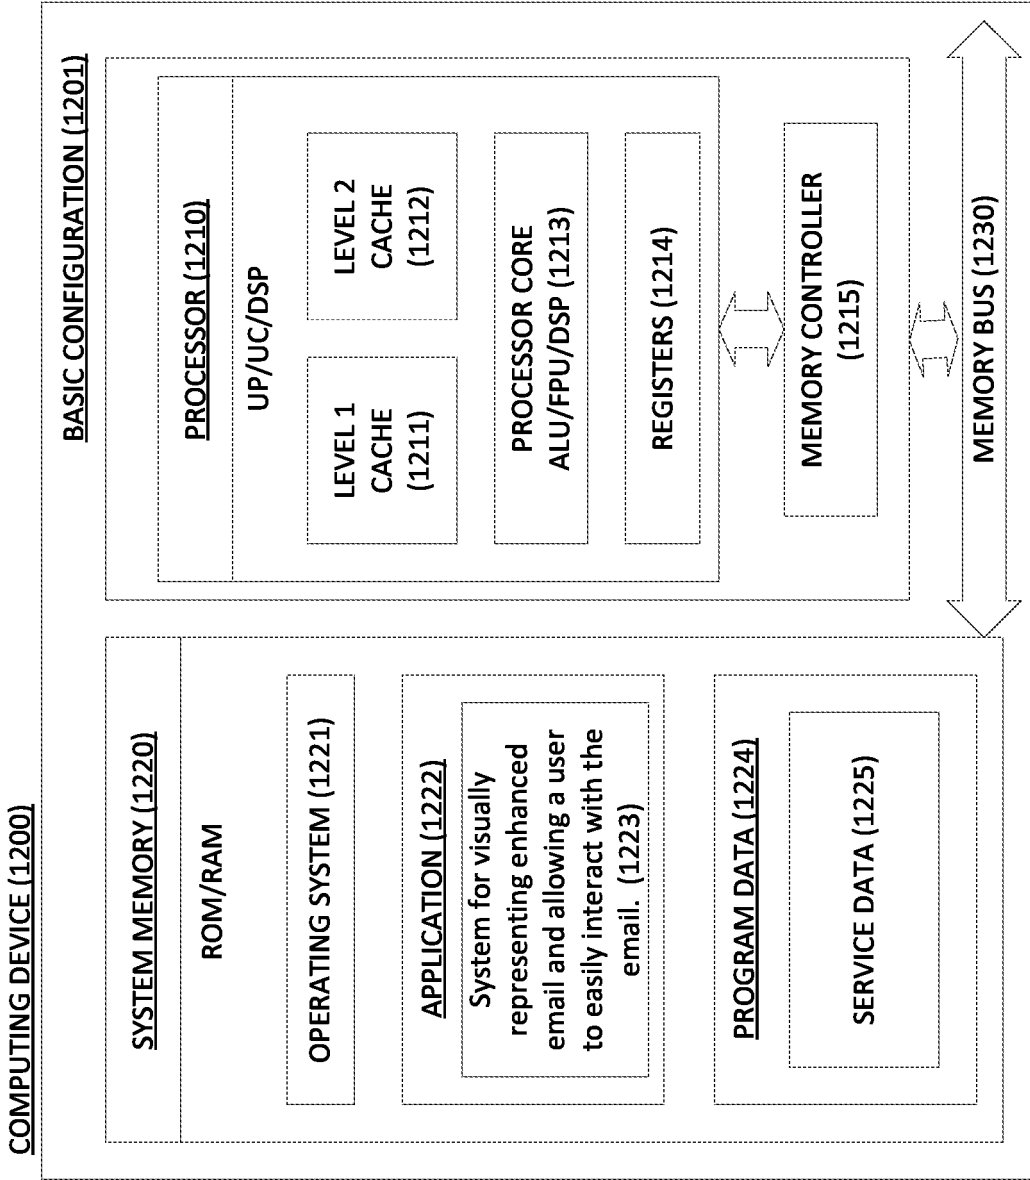 COMPUTING DEVICE (1200)
BASIC CONFIGURATION (1201)
SYSTEM MEMORY (1220)
ROM/RAM
OPERATING SYSTEM (1221)
APPLICATION (1222)
System for visually
representing enhanced
email and allowing a user
to easily interact with the
email. (1223)
PROGRAM DATA (1224)
SERVICE DATA (1225)
PROCESSOR (1210)
UP/UC/DSP
LEVEL 1
CACHE
(1211)
LEVEL 2
CACHE
(1212)
PROCESSOR CORE
ALU/FPU/DSP (1213)
REGISTERS (1214)
MEMORY CONTROLLER
(1215)
MEMORY BUS (1230)